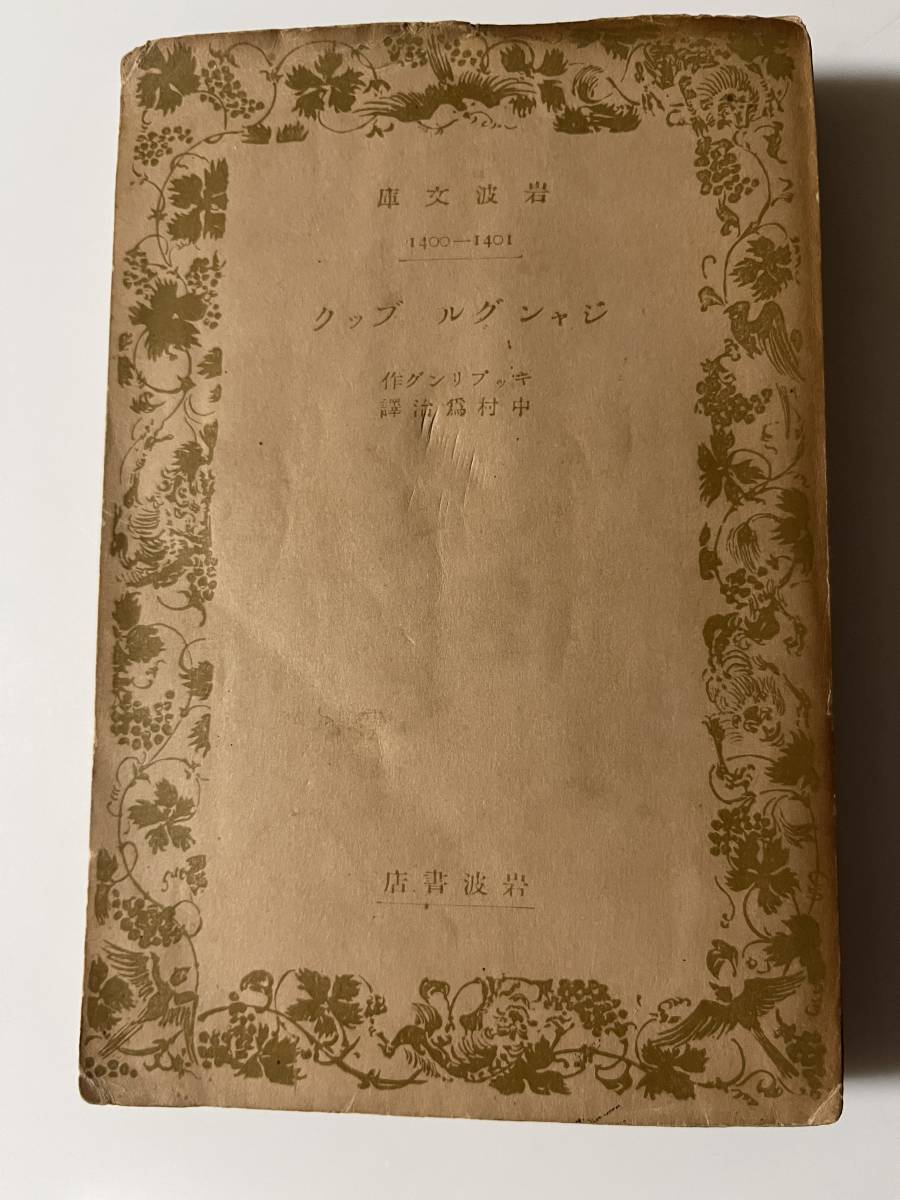 岩波文庫
1400—1401
ジャングル ブック
キップリング作
中村爲治譯
岩波書店